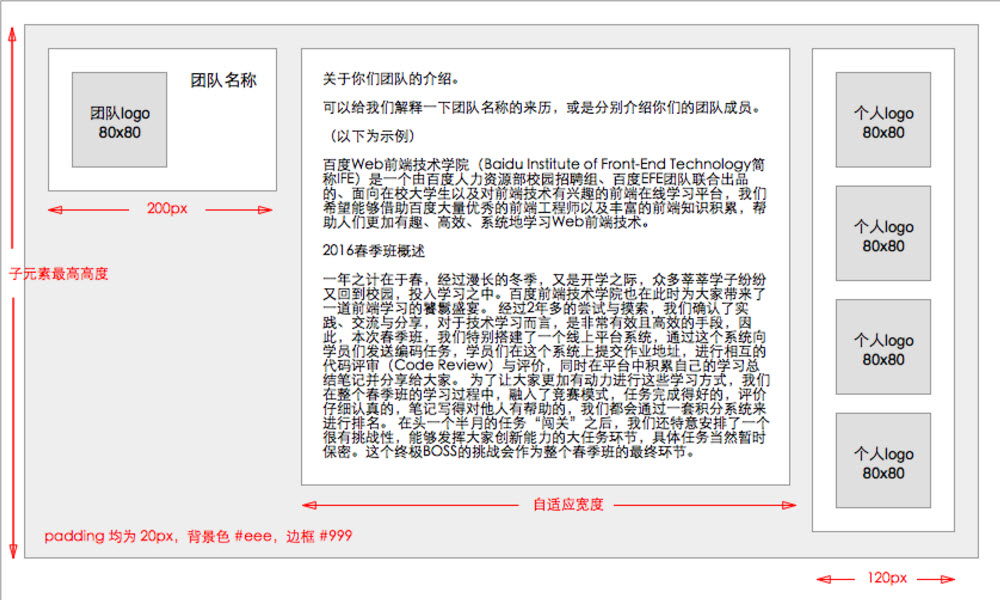 团队logo
80x80
团队名称
200px
子元素最高高度
padding 均为 20px，背景色 #eee，边框 #999
关于你们团队的介绍。
可以给我们解释一下团队名称的来历，或是分别介绍你们的团队成员。
（以下为示例）
百度Web前端技术学院（Baidu Institute of Front-End Technology简
称IFE）是一个由百度人力资源部校园招聘组、百度EFE团队联合出品
的、面向在校大学生以及对前端技术有兴趣的前端在线学习平台，我们
希望能够借助百度大量优秀的前端工程师以及丰富的前端知识积累，帮
助人们更加有趣、高效、系统地学习Web前端技术。
2016春季班概述
一年之计在于春，经过漫长的冬季，又是开学之际，众多莘莘学子纷纷
又回到校园，投入学习之中。百度前端技术学院也在此时为大家带来了
一道前端学习的饕鬄盛宴。 经过2年多的尝试与摸索，我们确认了实
践、交流与分享，对于技术学习而言，是非常有效且高效的手段，因
此，本次春季班，我们特别搭建了一个线上平台系统，通过这个系统向
学员们发送编码任务，学员们在这个系统上提交作业地址，进行相互的
代码评审（Code Review）与评价，同时在平台中积累自己的学习总
结笔记并分享给大家。 为了让大家更加有动力进行这些学习方式，我们
在整个春季班的学习过程中，融入了竞赛模式，任务完成得好的，评价
仔细认真的，笔记写得对他人有帮助的，我们都会通过一套积分系统来
进行排名。 在头一个半月的任务“闯关”之后，我们还特意安排了一个
很有挑战性，能够发挥大家创新能力的大任务环节，具体任务当然暂时
保密。这个终极BOSS的挑战会作为整个春季班的最终环节。
自适应宽度
个人logo
80x80
个人logo
80x80
个人logo
80x80
个人logo
80x80
120px